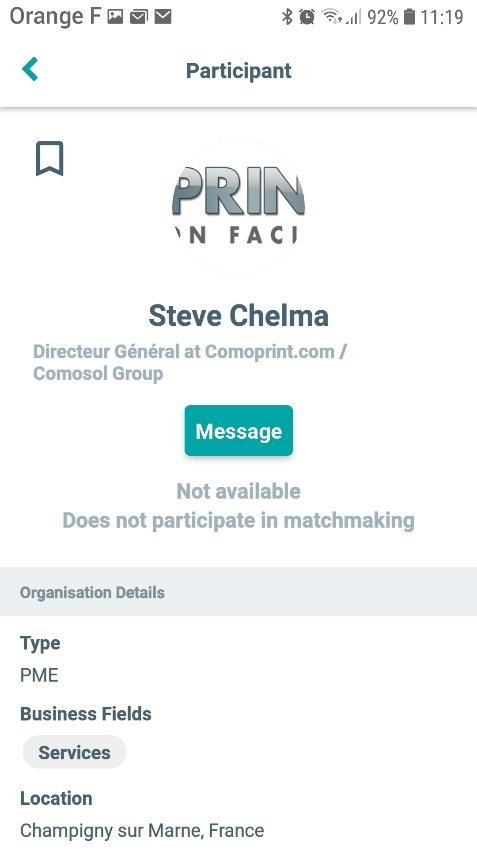 Orange F 92% 11:19
Participant
PRIN
N FACI
Steve Chelma
Directeur Général at Comoprint.com /
Comosol Group
Message
Not available
Does not participate in matchmaking
Organisation Details
Type
PME
Business Fields
Services
Location
Champigny sur Marne, France